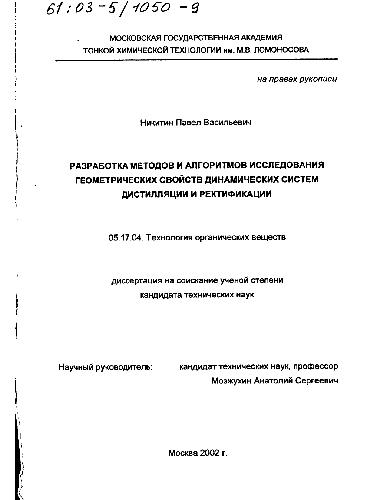 61:03-5/1050-9
МОСКОВСКАЯ ГОСУДАРСТВЕННАЯ АКАДЕМИЯ
ТОНКОЙ ХИМИЧЕСКОЙ ТЕХНОЛОГИИ им. М.В. ЛОМОНОСОВА
на правах рукописи
Никитин Павел Васильевич
РАЗРАБОТКА МЕТОДОВ И АЛГОРИТМОВ ИССЛЕДОВАНИЯ
ГЕОМЕТРИЧЕСКИХ СВОЙСТВ ДИНАМИЧЕСКИХ СИСТЕМ
ДИСТИЛЛЯЦИИ И РЕКТИФИКАЦИИ
05.17.04. Технология органических веществ
диссертация на соискание ученой степени
кандидата технических наук
Научный руководитель: кандидат технических наук, профессор
Мозжухин Анатолий Сергеевич
Москва 2002 г.